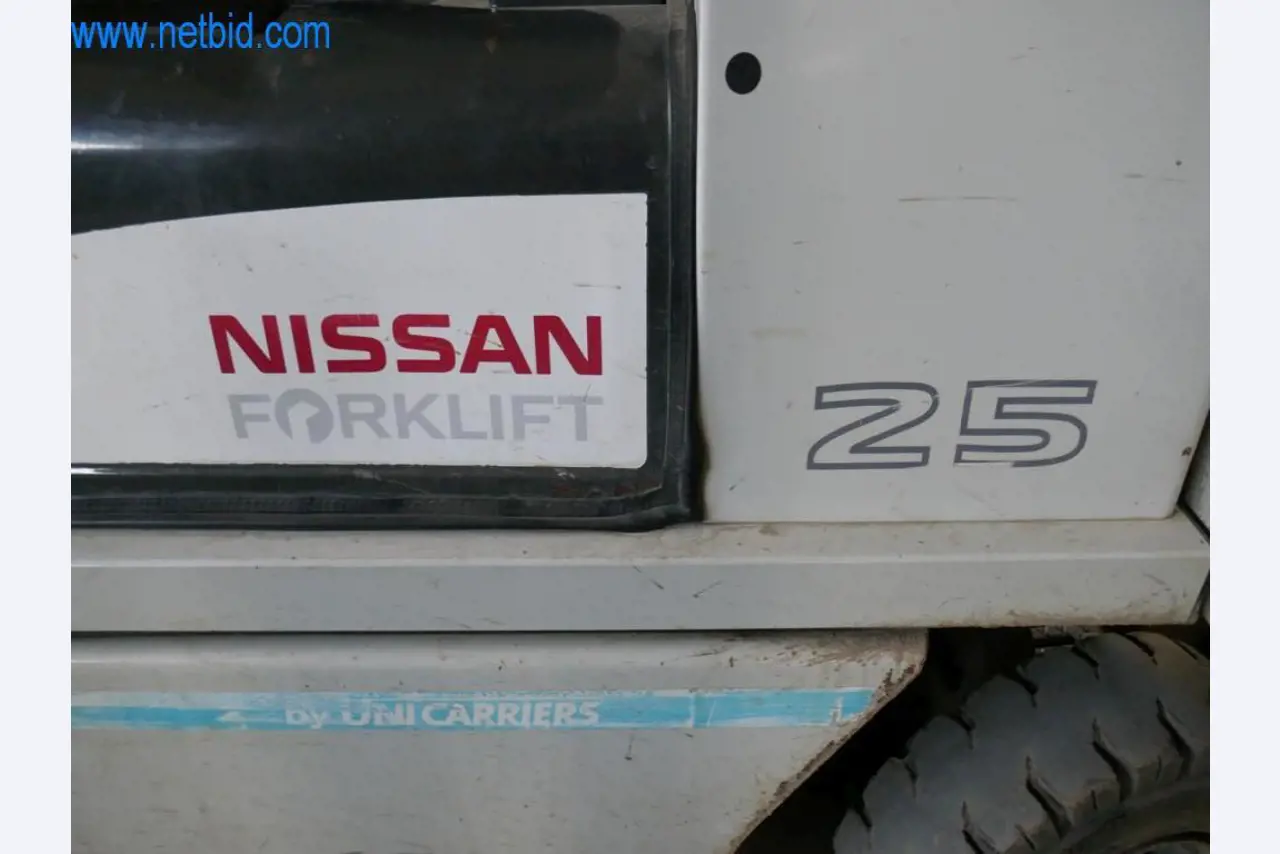 www.netbid.com
NISSAN
FORKLIFT
25
by UNICARRIERS